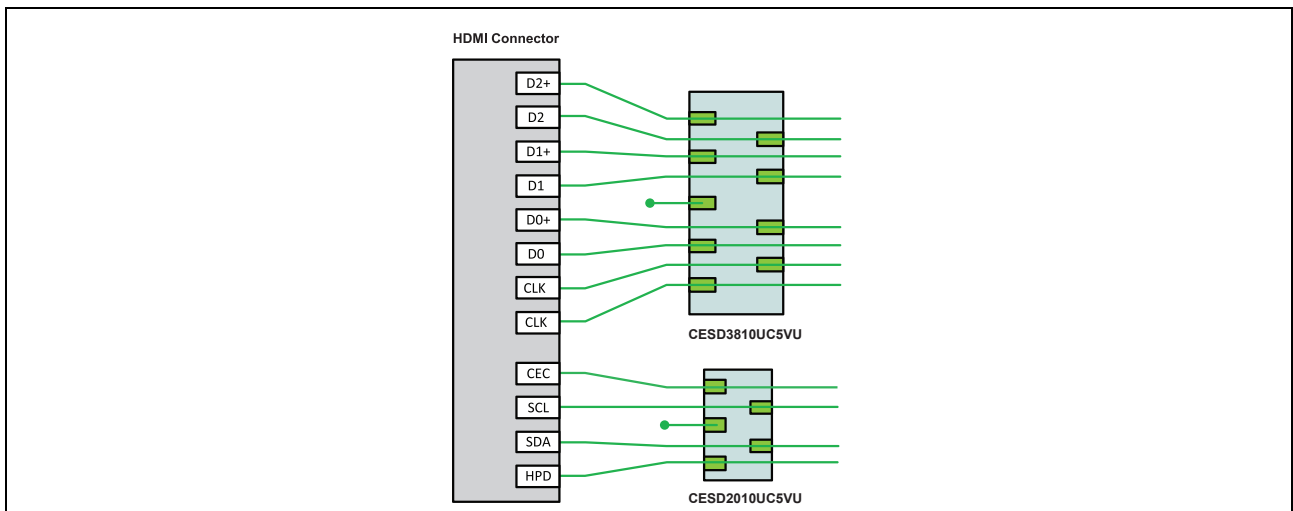 HDMI Connector
D2+
D2
D1+
D1
D0+
D0
CLK
CLK
CESD3810UC5VU
CEC
SCL
SDA
HPD
CESD2010UC5VU